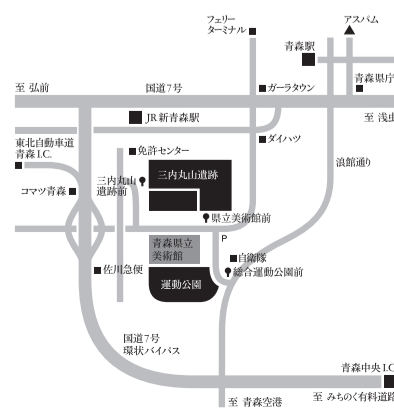 フェリー
ターミナル
アスパム
青森駅
至 弘前
国道7号
ガーラタウン
青森県庁
JR新青森駅
至 浅虫
東北自動車道
青森I.C.
免許センター
ダイハツ
三内丸山遺跡
浪館通り
コマツ青森
三内丸山
遺跡前
県立美術館前
P
青森県立
美術館
自衛隊
佐川急便
総合運動公園前
運動公園
国道7号
環状バイパス
青森中央I.C
至 青森空港
至 みちのく有料道路